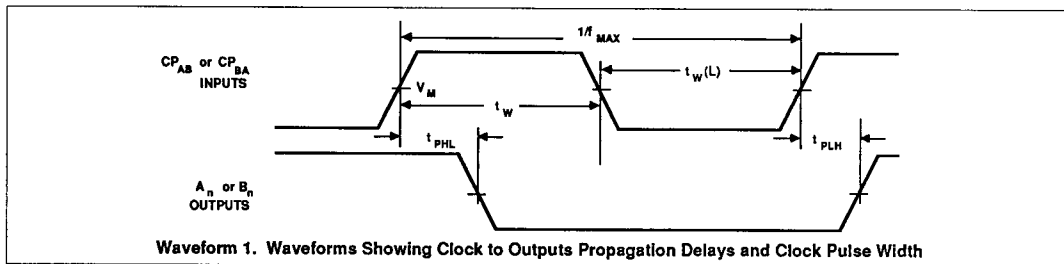 1/f MAX
CP AB or CP BA
INPUTS
t W (L)
V M
t W
t PHL
t PLH
A n or B n
OUTPUTS
Waveform 1. Waveforms Showing Clock to Outputs Propagation Delays and Clock Pulse Width